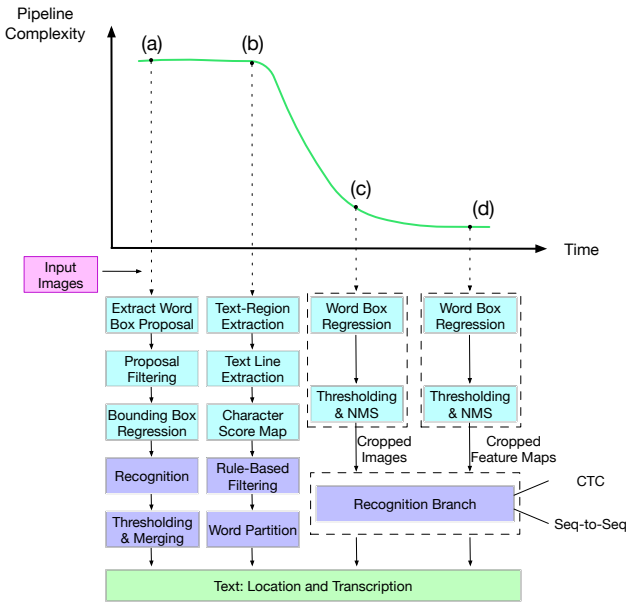 Pipeline
Complexity
(a)
(b)
(c)
(d)
Time
Input
Images
Extract Word
Box Proposal
Proposal
Filtering
Bounding Box
Regression
Recognition
Thresholding
& Merging
Text-Region
Extraction
Text Line
Extraction
Character
Score Map
Rule-Based
Filtering
Word Partition
Word Box
Regression
Thresholding
& NMS
Cropped
Images
Word Box
Regression
Thresholding
& NMS
Cropped
Feature Maps
Recognition Branch
CTC
Seq-to-Seq
Text: Location and Transcription